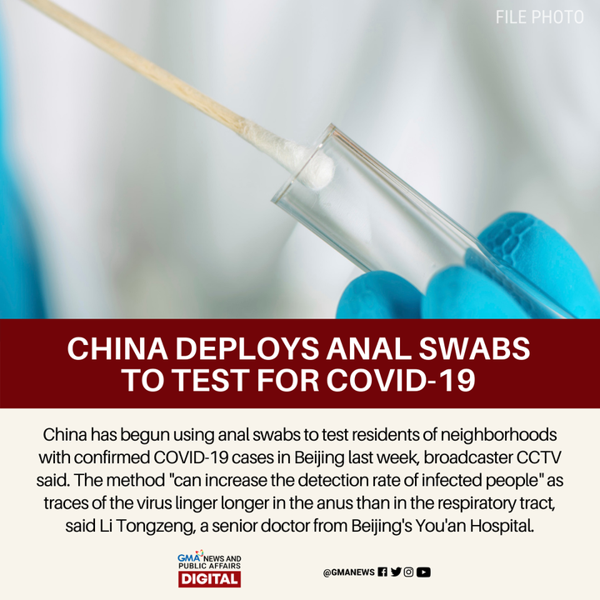 FILE PHOTO
CHINA DEPLOYS ANAL SWABS
TO TEST FOR COVID-19
China has begun using anal swabs to test residents of neighborhoods
with confirmed COVID-19 cases in Beijing last week, broadcaster CCTV
said. The method "can increase the detection rate of infected people" as
traces of the virus linger longer in the anus than in the respiratory tract,
said Li Tongzeng, a senior doctor from Beijing's You'an Hospital.
GMA NEWS AND
PUBLIC AFFAIRS
DIGITAL
@GMANEWS